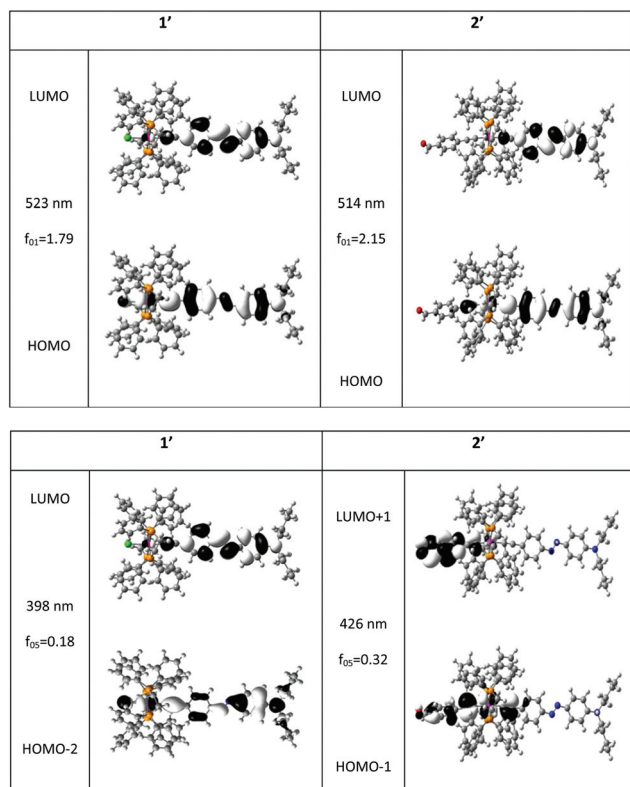 1’ 2’
LUMO LUMO
523 nm 514 nm
f01=1.79 f01=2.15
HOMO
HOMO
1’ 2’
LUMO
LUMO+1
398 nm
426 nm
f05=0.18
f05=0.32
HOMO-2
HOMO-1